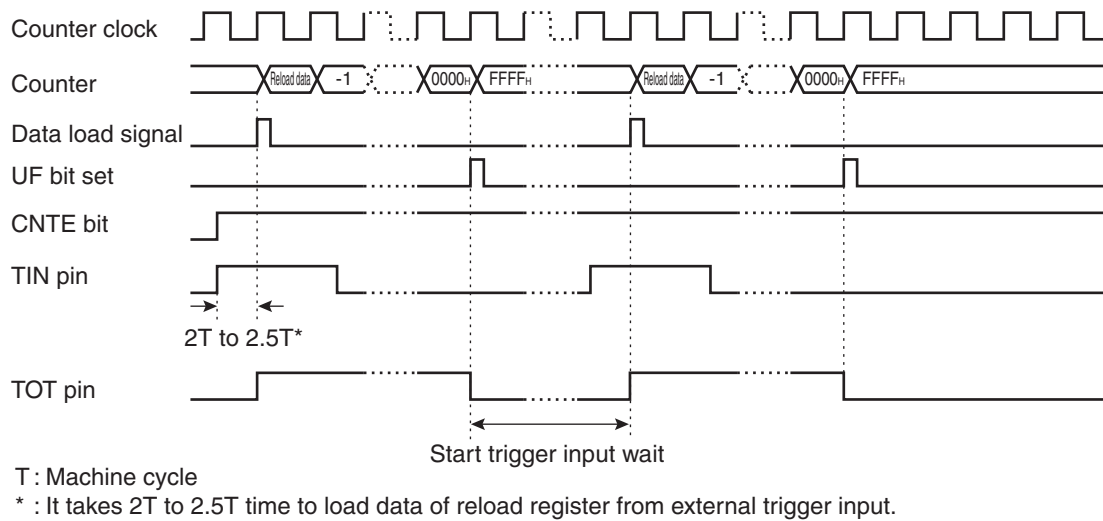 Counter clock
Counter Reload data -1 0000H FFFFH Reload data -1 0000H FFFFH
Data load signal
UF bit set
CNTE bit
TIN pin
2T to 2.5T*
TOT pin
Start trigger input wait
T : Machine cycle
* : It takes 2T to 2.5T time to load data of reload register from external trigger input.